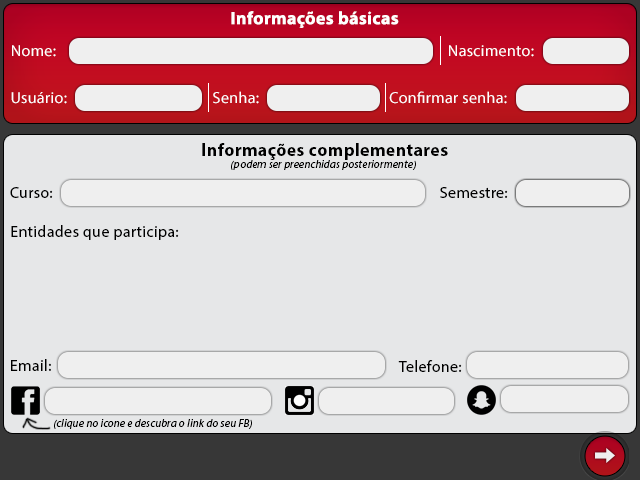 Informações básicas
Nome: Nascimento:
Usuário: Senha: Confirmar senha:
Informações complementares
(podem ser preenchidas posteriormente)
Curso: Semestre:
Entidades que participa:
Email: Telefone:
(clique no icone e descubra o link do seu FB)